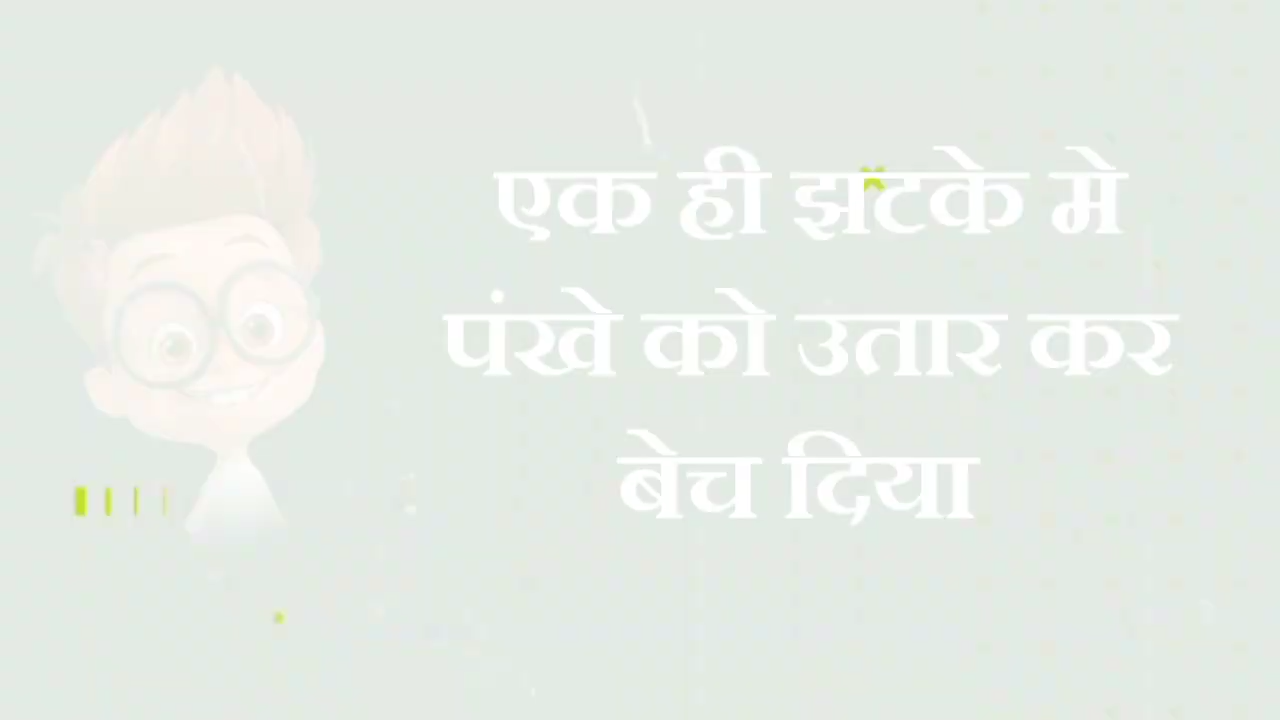 एक ही झटके मे
पंखे को उतार कर
बेच दिया